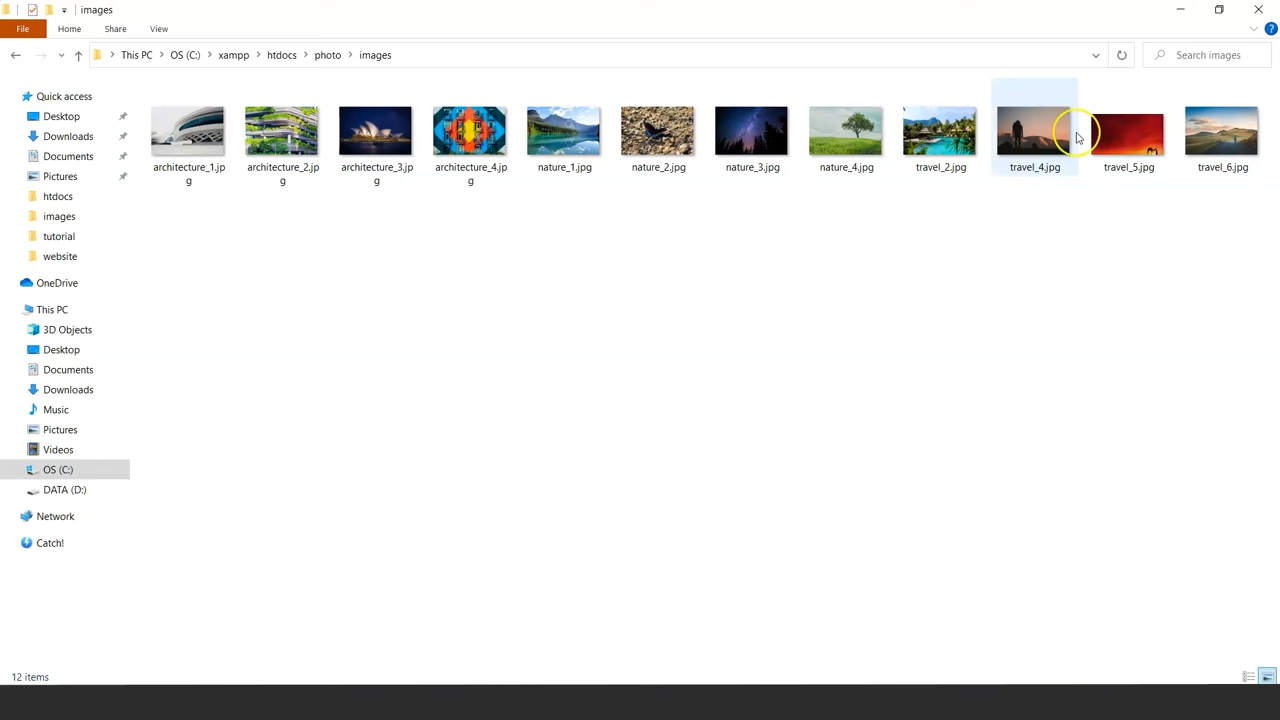 images
File
Home
Share
View
This PC
OS (C:)
xampp
htdocs
photo
images
Search images
Quick access
Desktop
Downloads
Documents
Pictures
htdocs
images
tutorial
website
OneDrive
This PC
3D Objects
Desktop
Documents
Downloads
Music
Pictures
Videos
OS (C:)
DATA (D:)
Network
Catch!
architecture_1.jp
g
architecture_2.jp
g
architecture_3.jp
g
architecture_4.jp
g
nature_1.jpg
nature_2.jpg
nature_3.jpg
nature_4.jpg
travel_2.jpg
travel_4.jpg
travel_5.jpg
travel_6.jpg
12 items